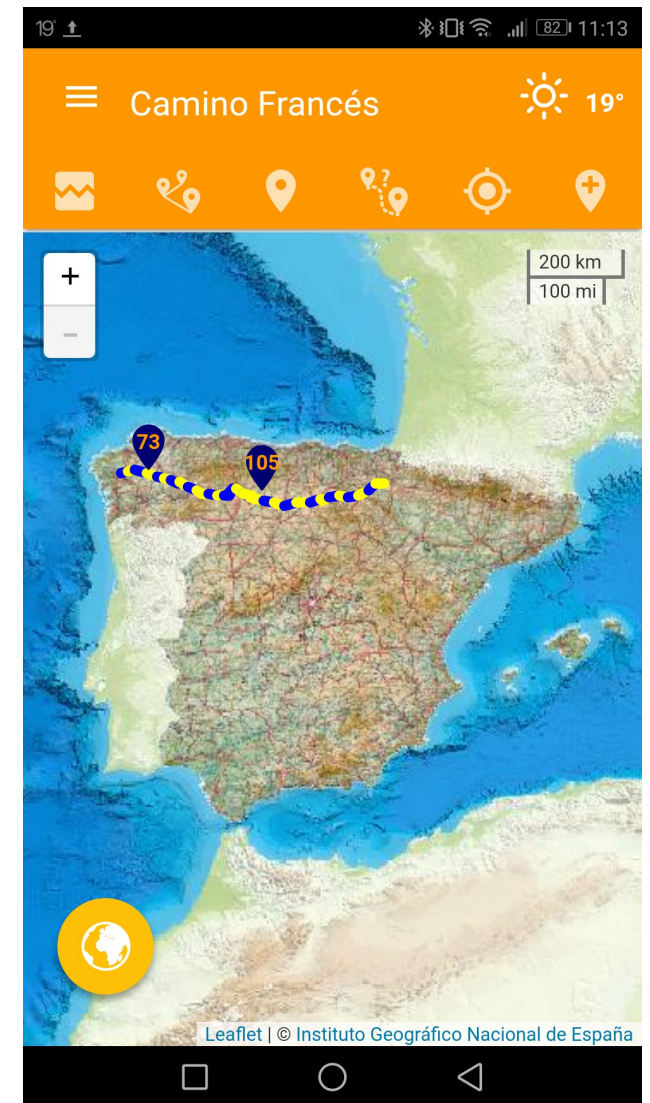 19° 82 11:13
Camino Francés 19°
?
+
200 km
100 mi
−
73
105
Leaflet | © Instituto Geográfico Nacional de España